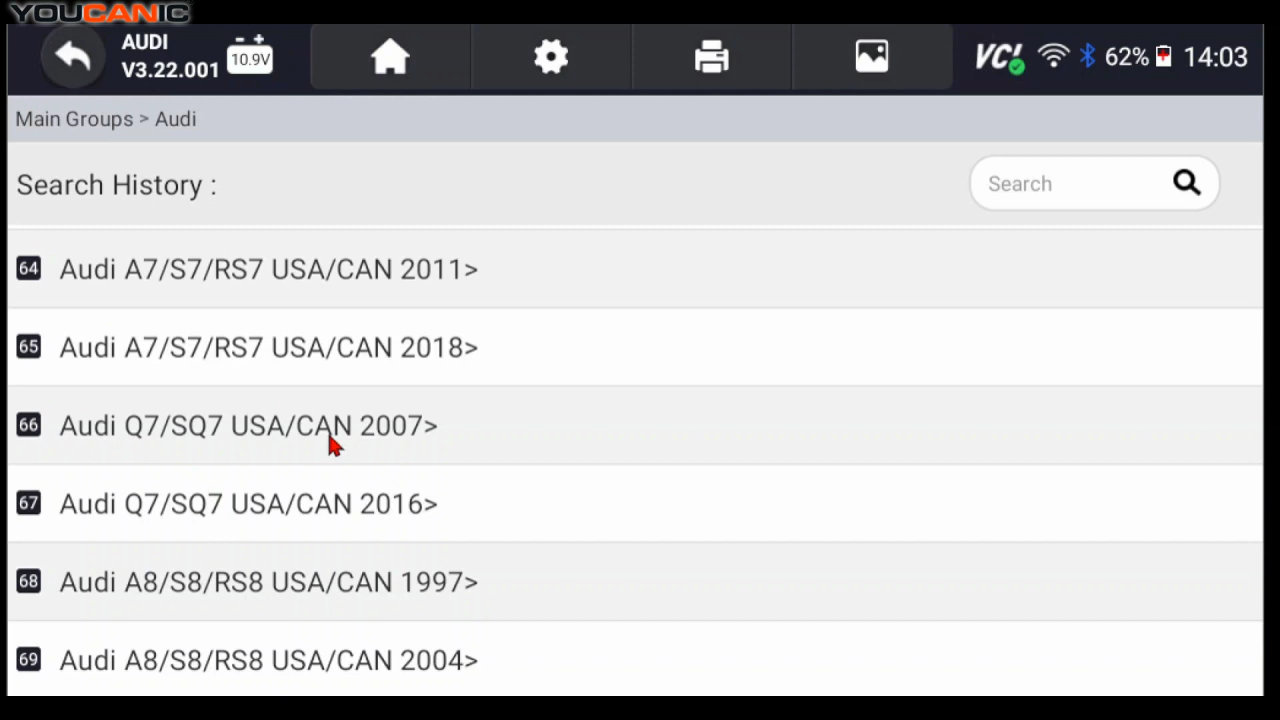 YOUCANIC
AUDI
V3.22.001
10.9V
VCI
62%
14:03
Main Groups > Audi
Search History :
Search
64 Audi A7/S7/RS7 USA/CAN 2011>
65 Audi A7/S7/RS7 USA/CAN 2018>
66 Audi Q7/SQ7 USA/CAN 2007>
67 Audi Q7/SQ7 USA/CAN 2016>
68 Audi A8/S8/RS8 USA/CAN 1997>
69 Audi A8/S8/RS8 USA/CAN 2004>